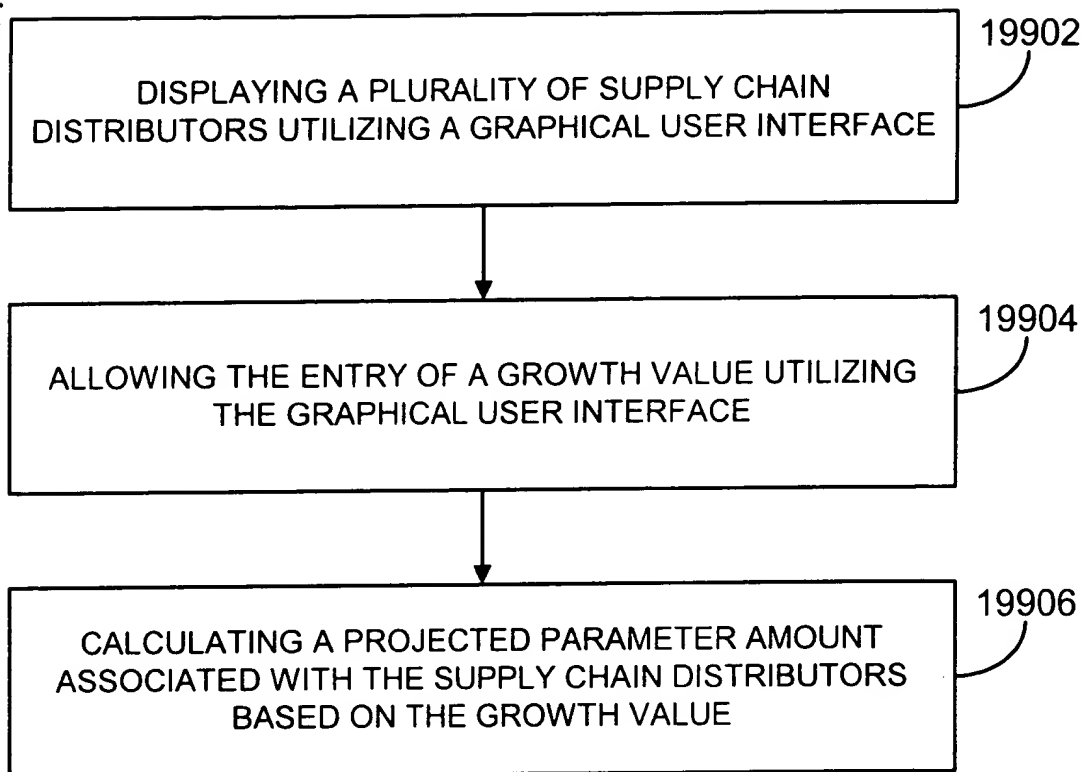 19902
DISPLAYING A PLURALITY OF SUPPLY CHAIN
DISTRIBUTORS UTILIZING A GRAPHICAL USER INTERFACE
19904
ALLOWING THE ENTRY OF A GROWTH VALUE UTILIZING
THE GRAPHICAL USER INTERFACE
19906
CALCULATING A PROJECTED PARAMETER AMOUNT
ASSOCIATED WITH THE SUPPLY CHAIN DISTRIBUTORS
BASED ON THE GROWTH VALUE